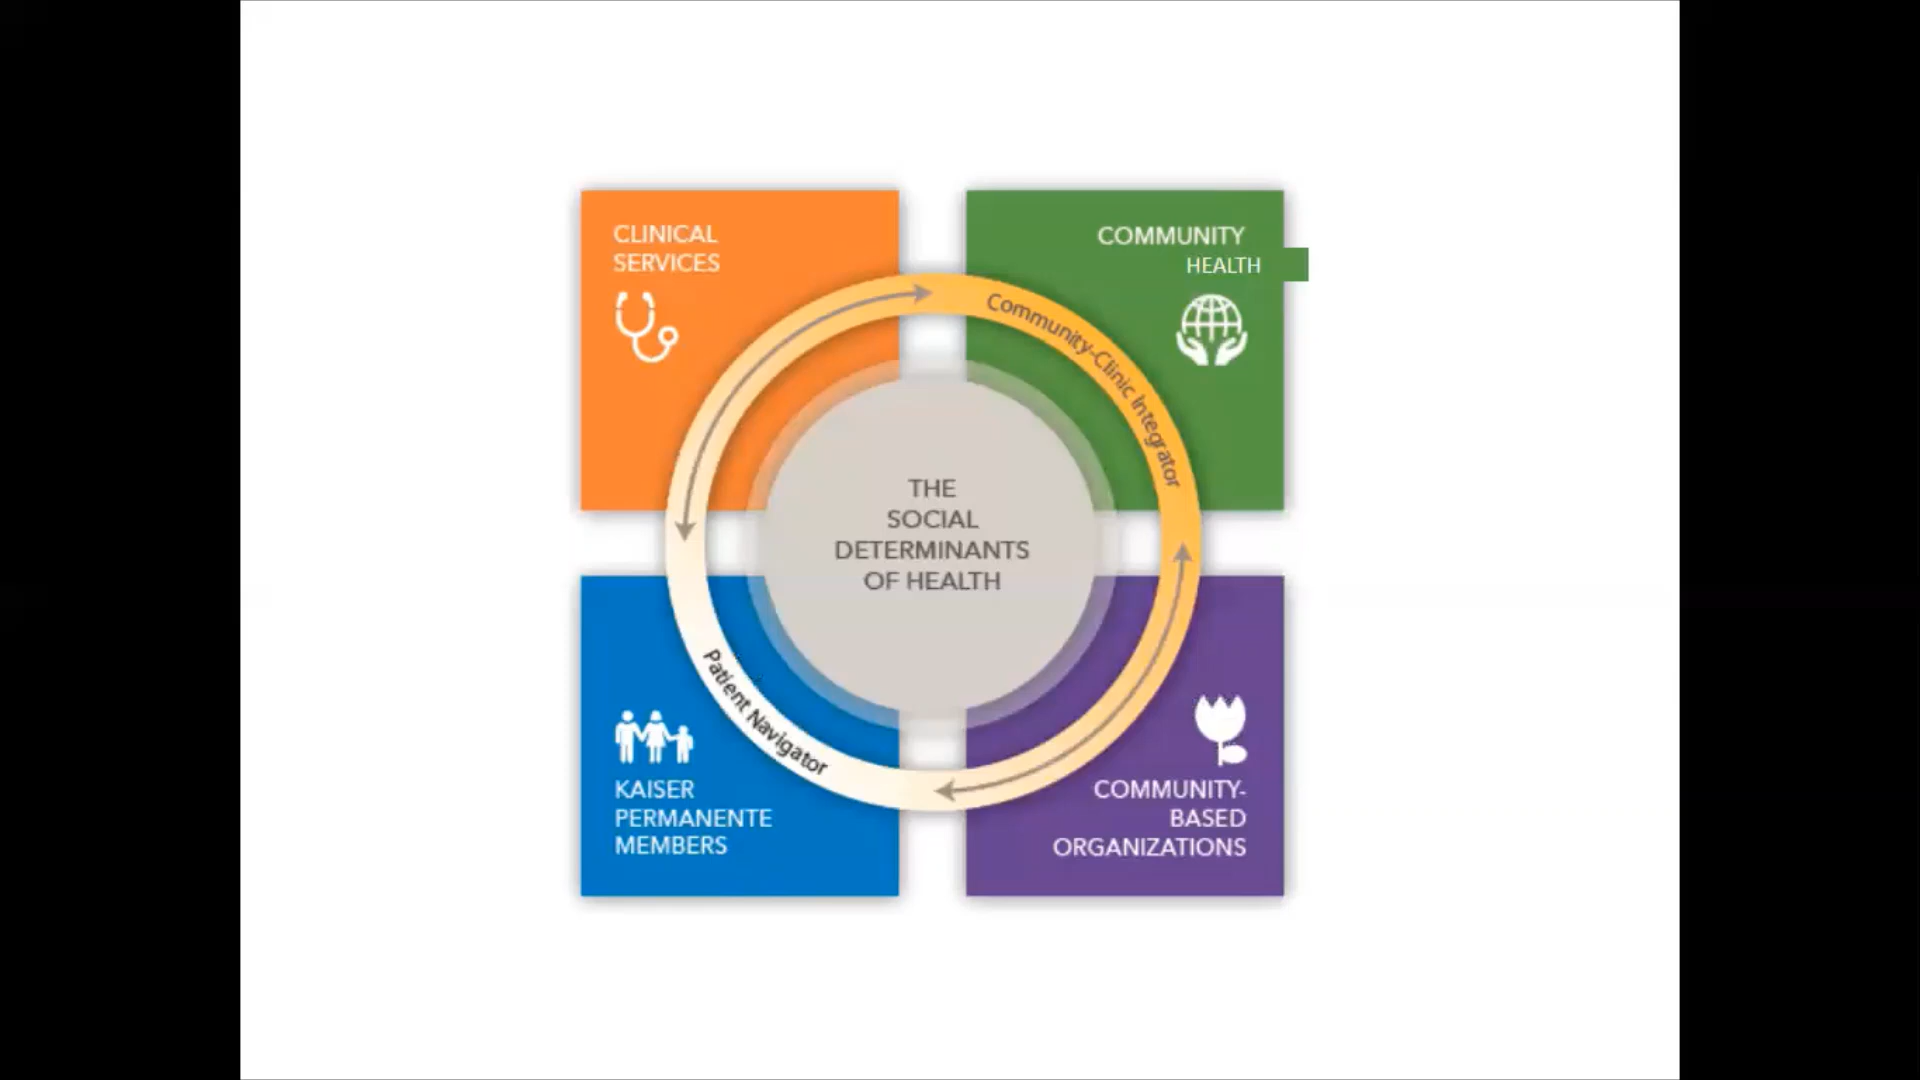 CLINICAL
SERVICES
COMMUNITY
HEALTH
Community-Clinic Integrator
THE
SOCIAL
DETERMINANTS
OF HEALTH
Patient Navigator
KAISER
PERMANENTE
MEMBERS
COMMUNITY-
BASED
ORGANIZATIONS